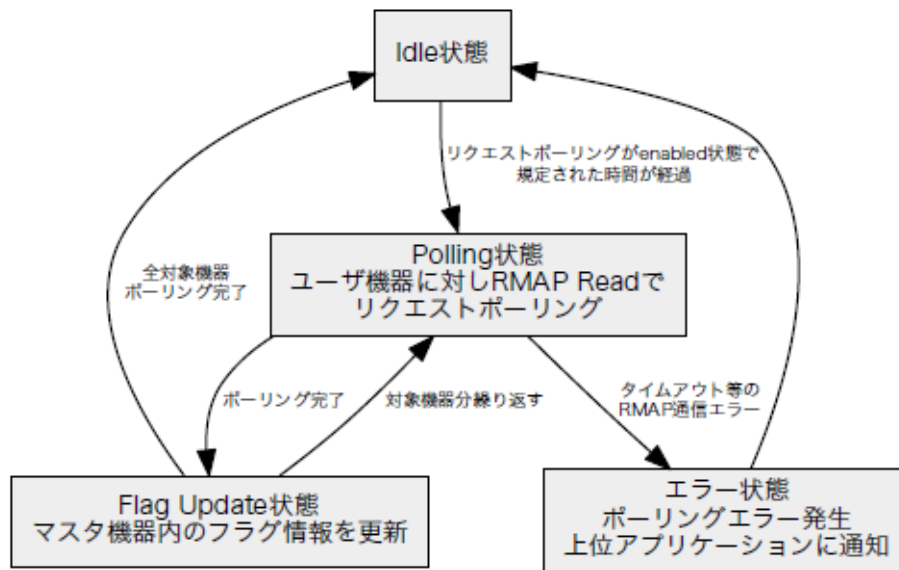 Idle状態
リクエストポーリングがenabled状態で
規定された時間が経過
Polling状態
ユーザ機器に対しRMAP Readで
リクエストポーリング
全対象機器
ポーリング完了
ポーリング完了
対象機器分繰り返す
タイムアウト等の
RMAP通信エラー
Flag Update状態
マスタ機器内のフラグ情報を更新
エラー状態
ポーリングエラー発生
上位アプリケーションに通知